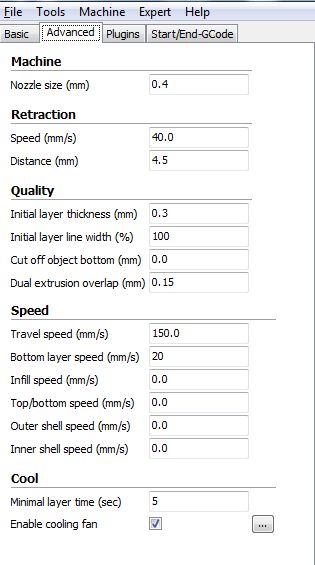 File Tools Machine Expert Help
Basic Advanced Plugins Start/End-GCode
Machine
Nozzle size (mm) 0.4
Retraction
Speed (mm/s) 40.0
Distance (mm) 4.5
Quality
Initial layer thickness (mm) 0.3
Initial layer line width (%) 100
Cut off object bottom (mm) 0.0
Dual extrusion overlap (mm) 0.15
Speed
Travel speed (mm/s) 150.0
Bottom layer speed (mm/s) 20
Infill speed (mm/s) 0.0
Top/bottom speed (mm/s) 0.0
Outer shell speed (mm/s) 0.0
Inner shell speed (mm/s) 0.0
Cool
Minimal layer time (sec) 5
Enable cooling fan ...